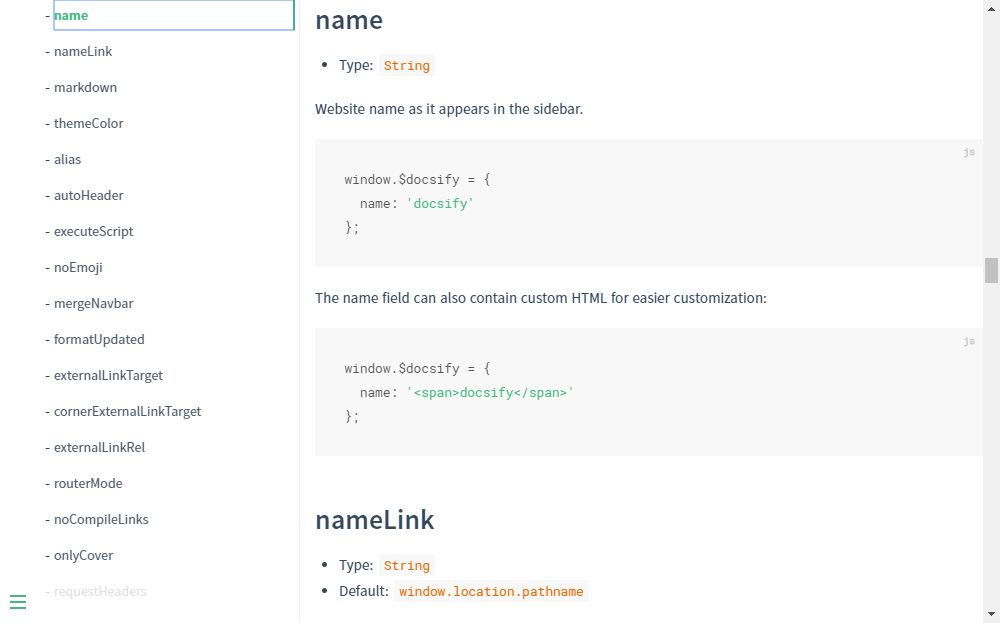 - name
- nameLink
- markdown
- themeColor
- alias
- autoHeader
- executeScript
- noEmoji
- mergeNavbar
- formatUpdated
- externalLinkTarget
- cornerExternalLinkTarget
- externalLinkRel
- routerMode
- noCompileLinks
- onlyCover
- requestHeaders
name
• Type: String
Website name as it appears in the sidebar.
js
window.$docsify = {
  name: 'docsify'
};
The name field can also contain custom HTML for easier customization:
js
window.$docsify = {
  name: '<span>docsify</span>'
};
nameLink
• Type: String
• Default: window.location.pathname